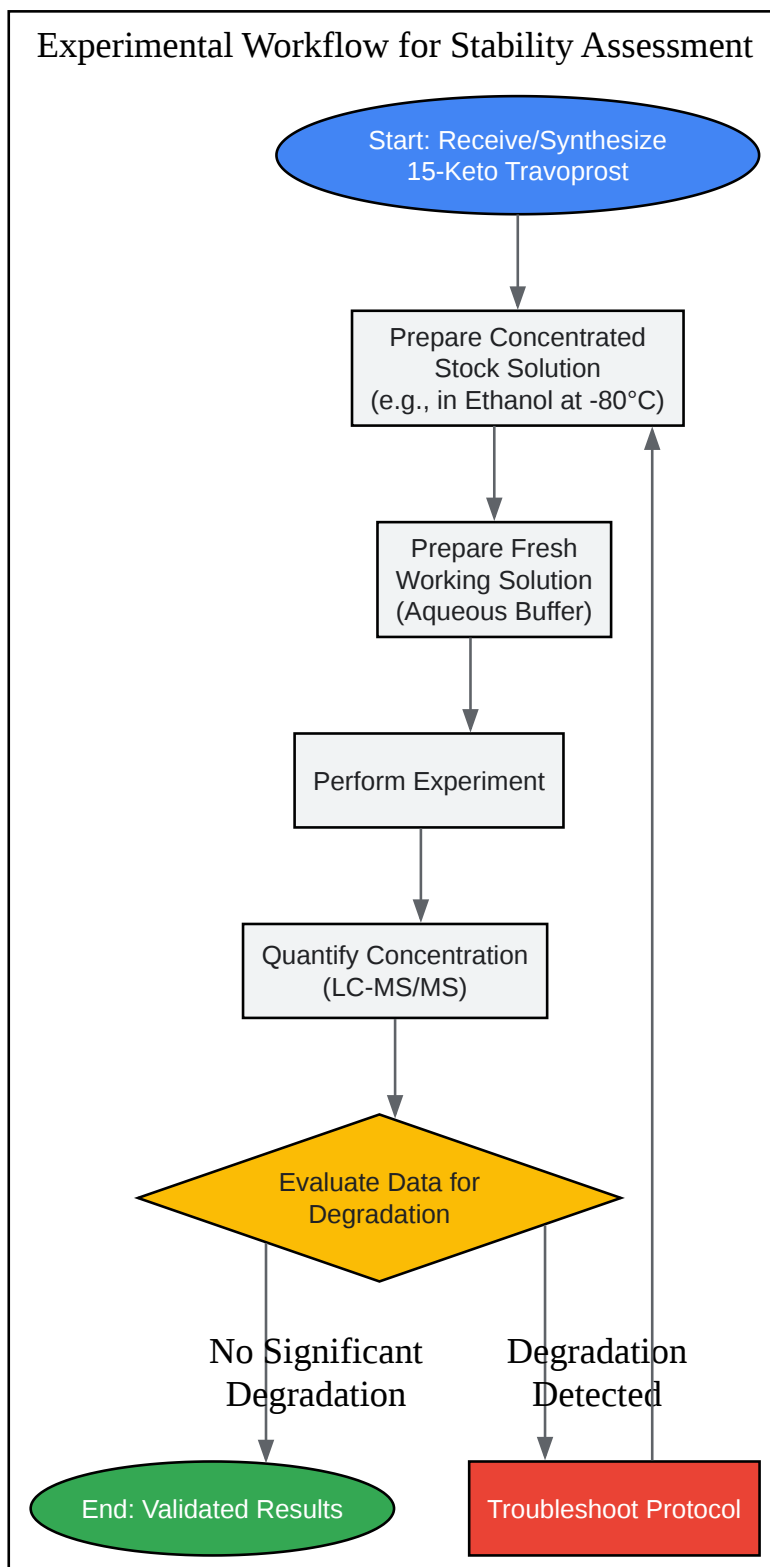 Experimental Workflow for Stability Assessment
Start: Receive/Synthesize
15-Keto Travoprost
Prepare Concentrated
Stock Solution
(e.g., in Ethanol at -80°C)
Prepare Fresh
Working Solution
(Aqueous Buffer)
Perform Experiment
Quantify Concentration
(LC-MS/MS)
Evaluate Data for
Degradation
No Significant
Degradation
Degradation
Detected
End: Validated Results
Troubleshoot Protocol